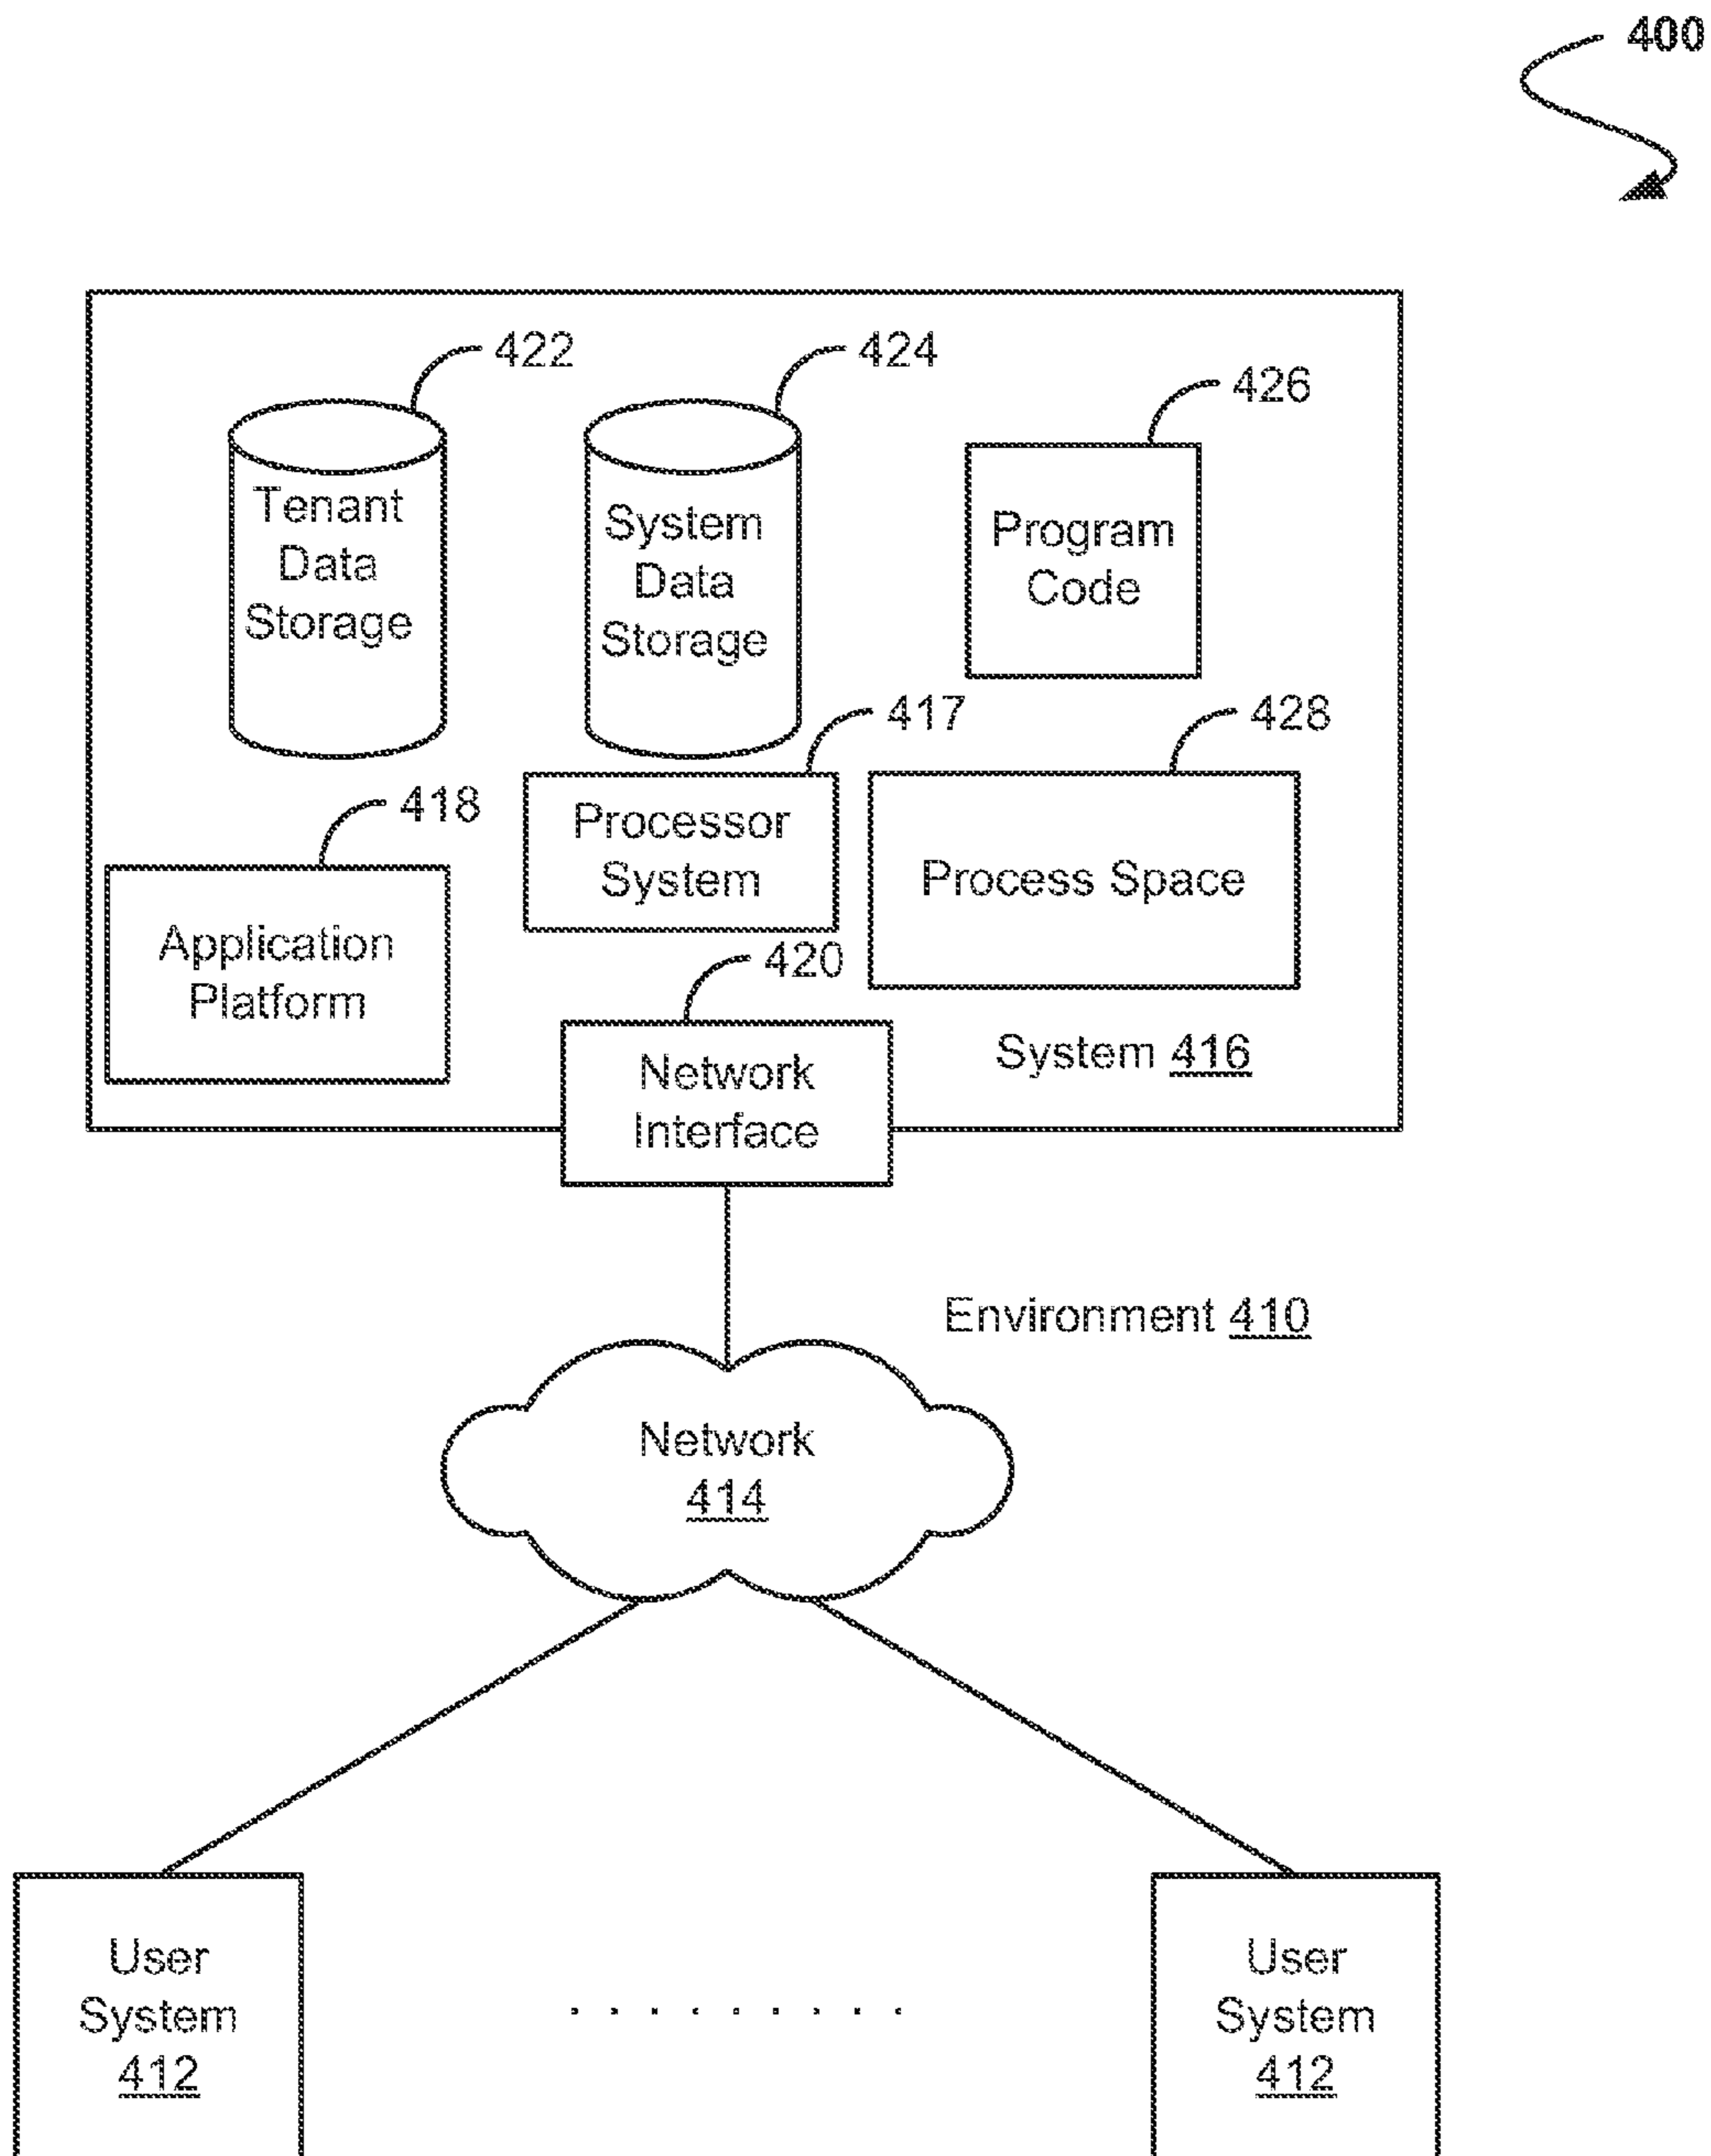 400
422
424
426
Tenant
Data
Storage
System
Data
Storage
Program
Code
417
428
418
Processor
System
Process Space
Application
Platform
420
Network
Interface
System 416
Environment 410
Network
414
User
System
412
.........
User
System
412